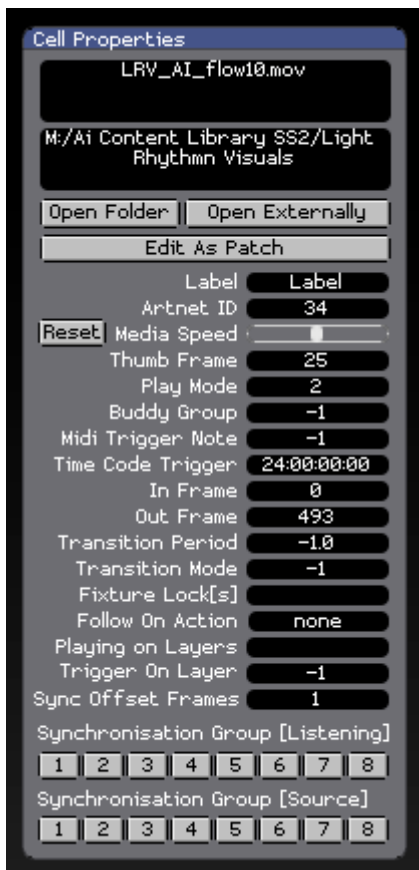 Cell Properties
LRV_AI_flow10.mov
M:/Ai Content Library SS2/Light
Rhythmn Visuals
Open Folder Open Externally
Edit As Patch
Label Label
Artnet ID 34
Reset Media Speed
Thumb Frame 25
Play Mode 2
Buddy Group -1
Midi Trigger Note -1
Time Code Trigger 24:00:00:00
In Frame 0
Out Frame 493
Transition Period -1.0
Transition Mode -1
Fixture Lock[s]
Follow On Action none
Playing on Layers
Trigger On Layer -1
Sync Offset Frames 1
Synchronisation Group [Listening]
1 2 3 4 5 6 7 8
Synchronisation Group [Source]
1 2 3 4 5 6 7 8